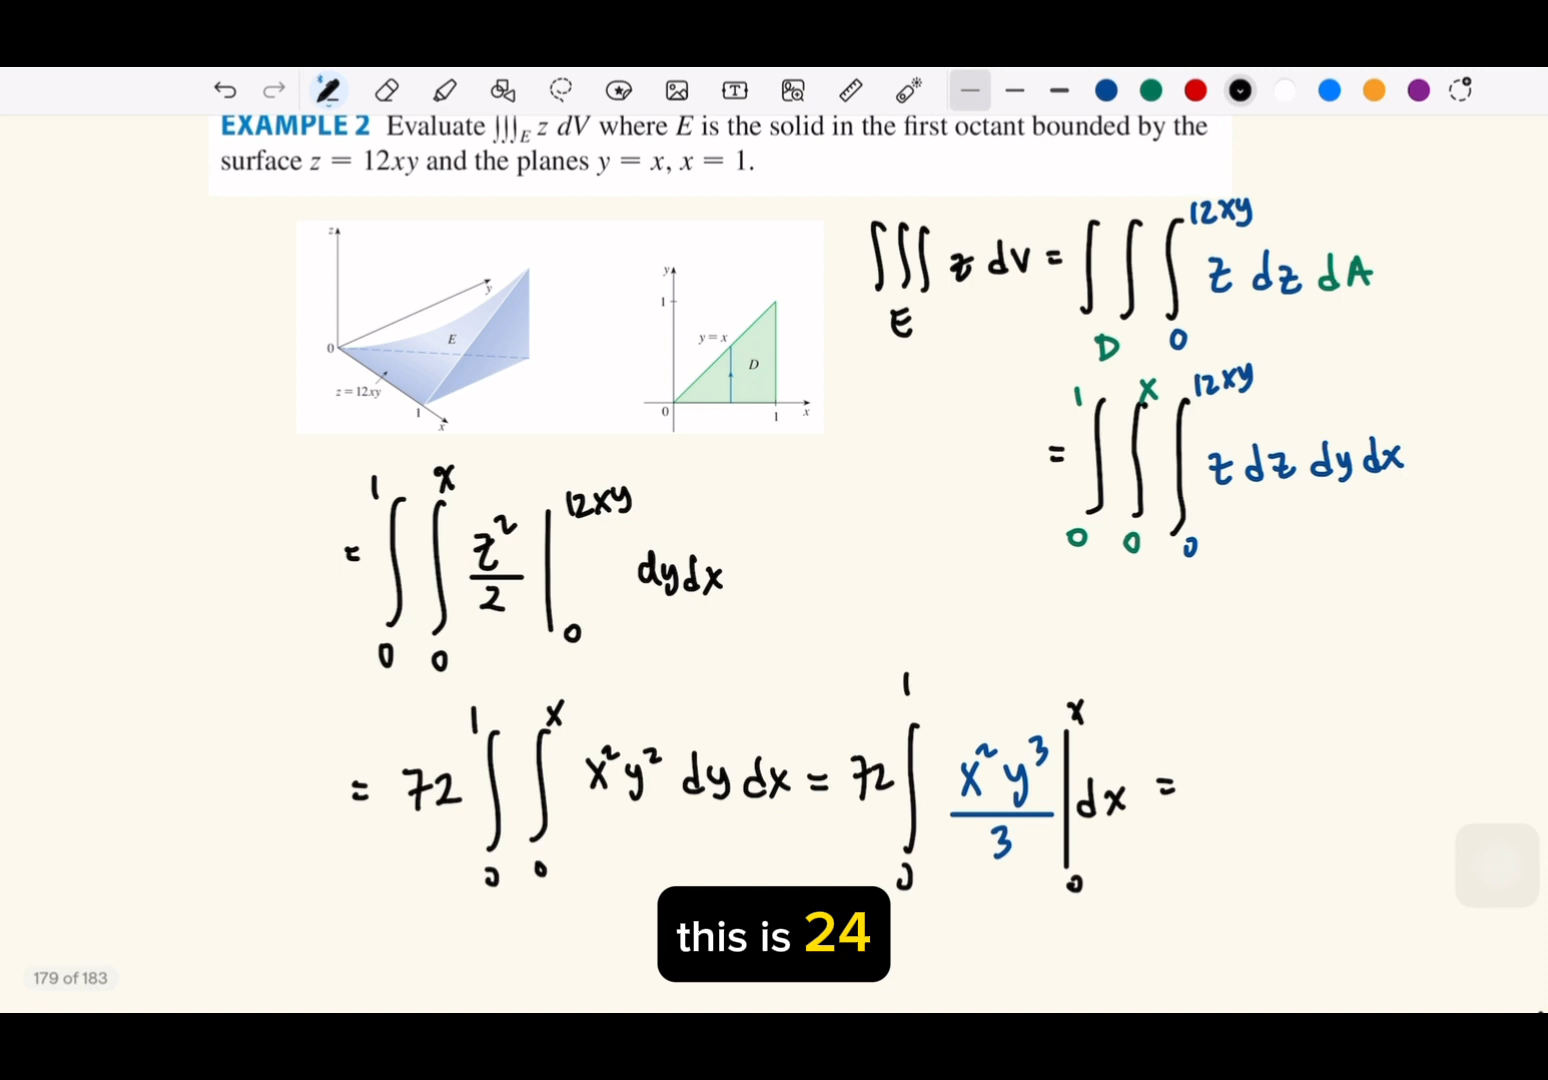 EXAMPLE 2 Evaluate ∭_E z dV where E is the solid in the first octant bounded by the
surface z = 12xy and the planes y = x, x = 1.
z
y
E
0
z = 12xy
1
x
y
1
y = x
D
0
1
x
∭_E z dV = ∬_D ∫_0^{12xy} z dz dA
= ∫_0^1 ∫_0^x ∫_0^{12xy} z dz dy dx
= ∫_0^1 ∫_0^x z²/2 |_0^{12xy} dy dx
= 72 ∫_0^1 ∫_0^x x²y² dy dx = 72 ∫_0^1 x²y³/3 |_0^x dx =
this is 24
179 of 183